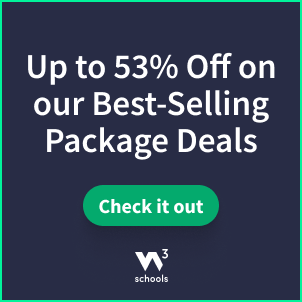 Up to 53% Off on
our Best-Selling
Package Deals
Check it out
w3
schools